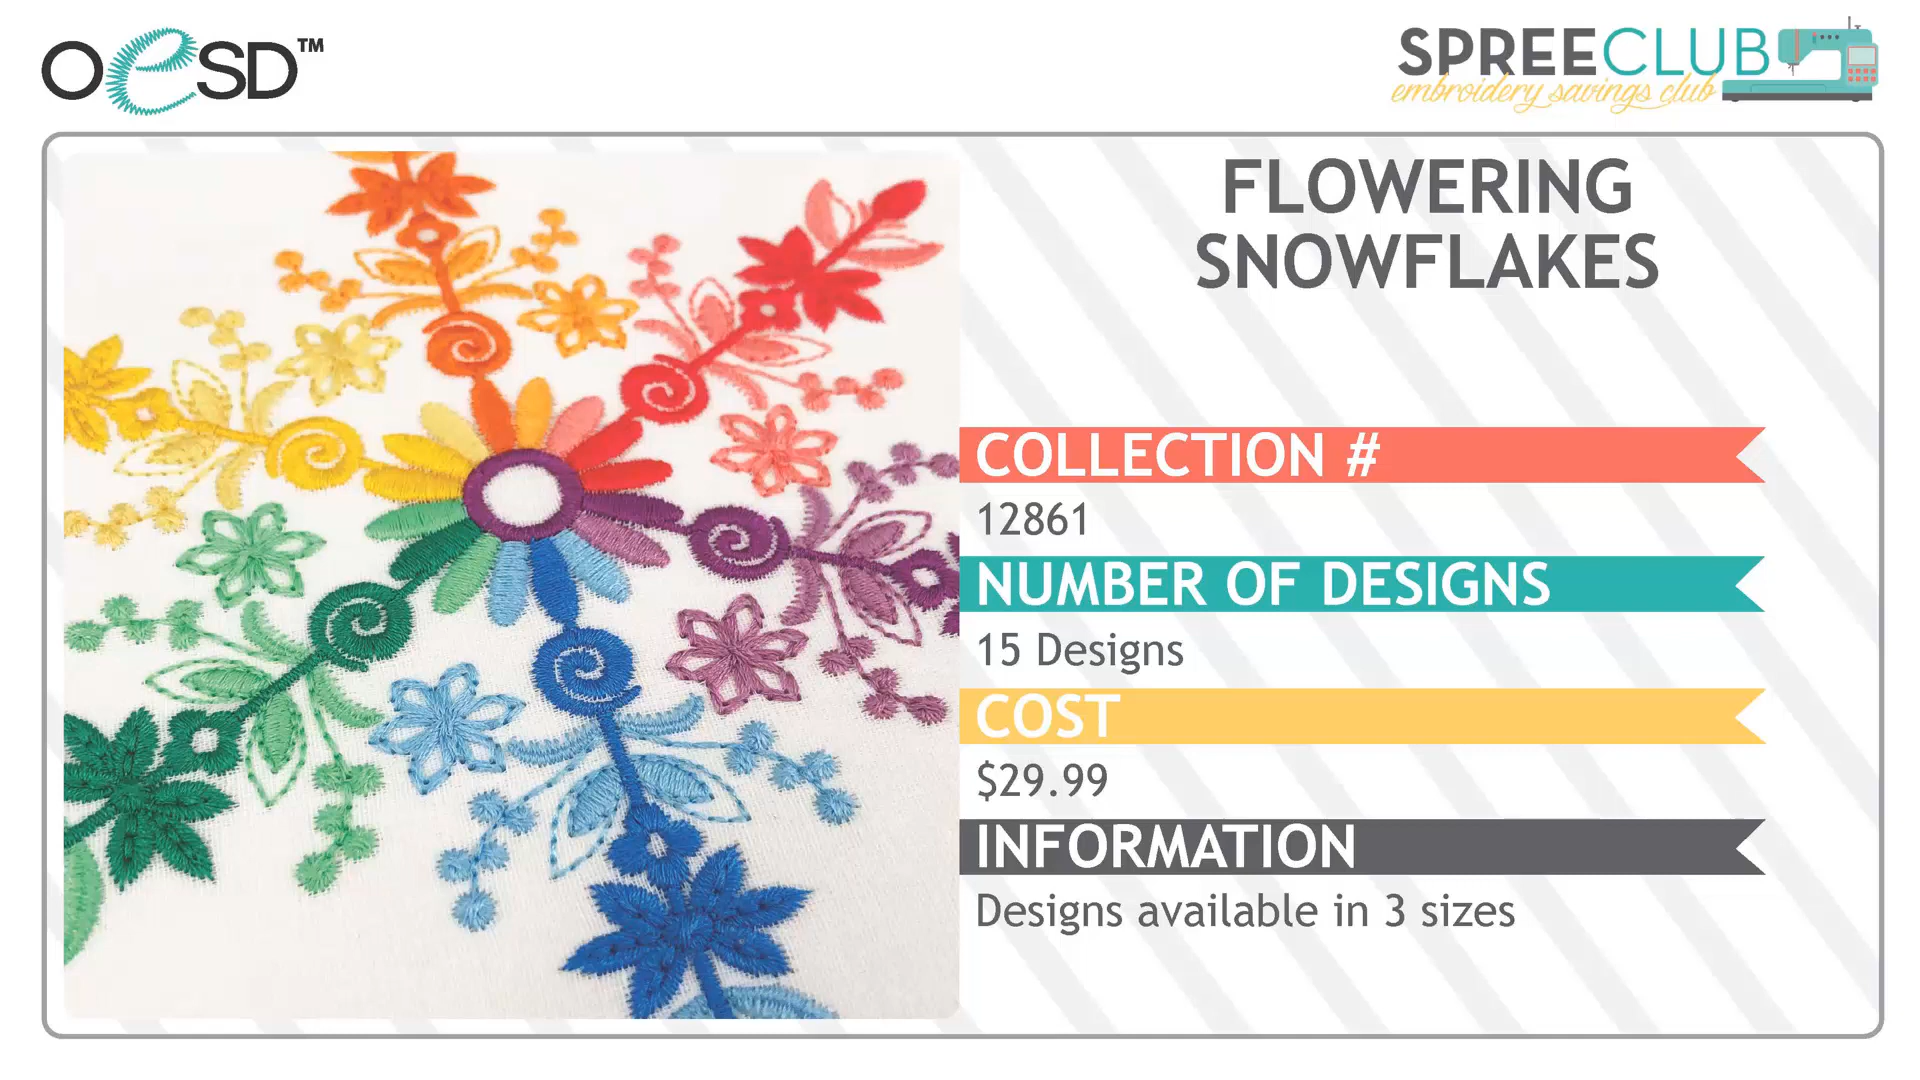 OeSD™
SPREECLUB
embroidery savings club
FLOWERING
SNOWFLAKES
COLLECTION #
12861
NUMBER OF DESIGNS
15 Designs
COST
$29.99
INFORMATION
Designs available in 3 sizes